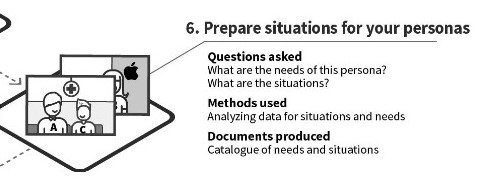 6. Prepare situations for your personas
Questions asked
What are the needs of this persona?
What are the situations?
Methods used
Analyzing data for situations and needs
Documents produced
Catalogue of needs and situations
A
C